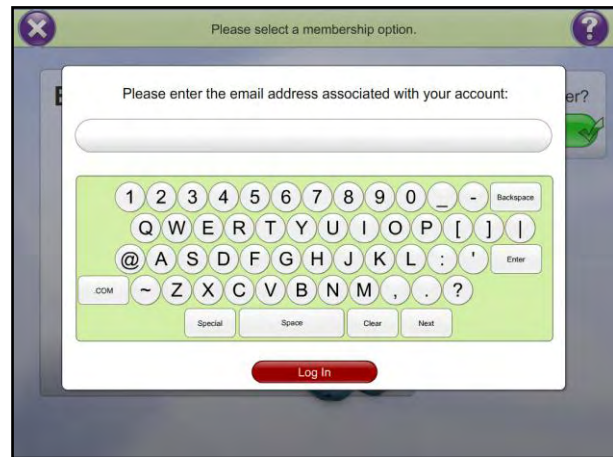 Please select a membership option.
?
er?
Please enter the email address associated with your account:
1 2 3 4 5 6 7 8 9 0 _ - Backspace
Q W E R T Y U I O P [ ] |
@ A S D F G H J K L : ' Enter
.COM ~ Z X C V B N M , . ?
Special Space Clear Next
Log In